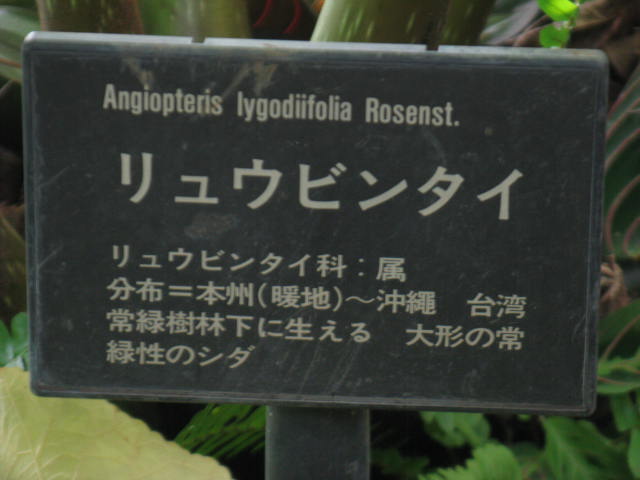 Angiopteris lygodiifolia Rosenst.
リュウビンタイ
リュウビンタイ科：属
分布＝本州(暖地)～沖縄　台湾
常緑樹林下に生える　大形の常
緑性のシダ